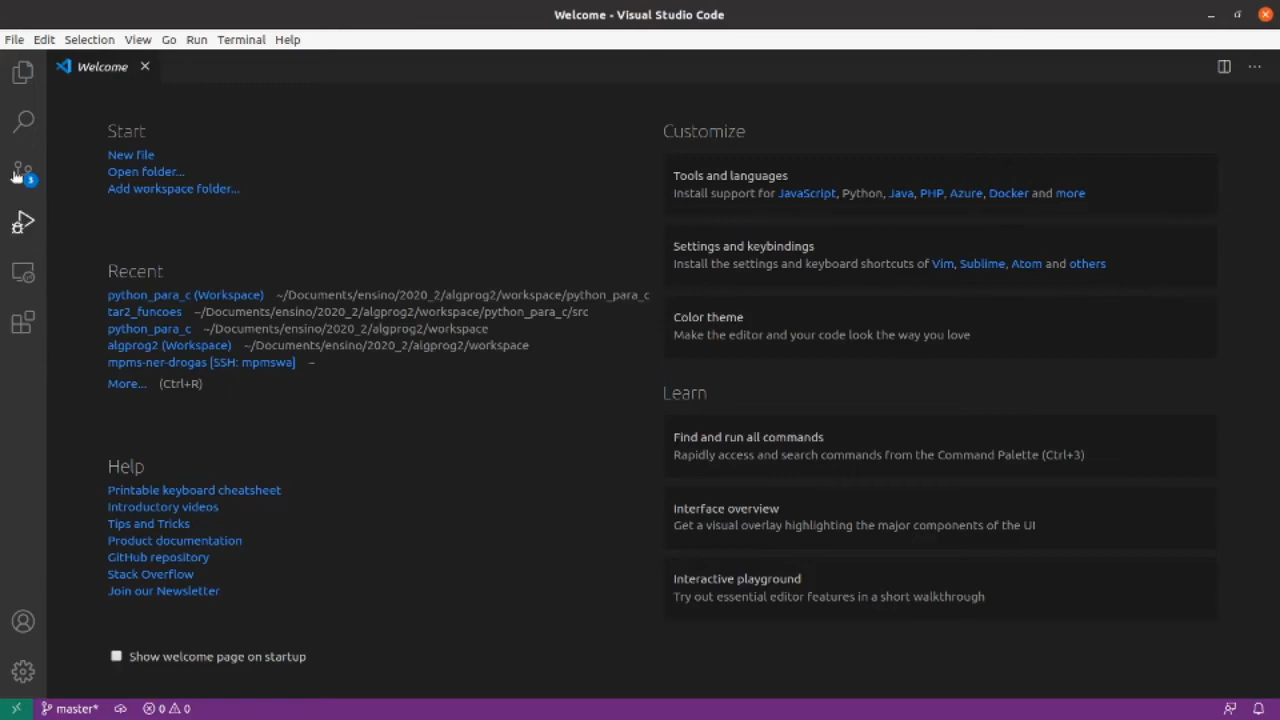 Welcome - Visual Studio Code
File Edit Selection View Go Run Terminal Help
Welcome
Start
New file
Open folder...
Add workspace folder...
Recent
python_para_c (Workspace) ~/Documents/ensino/2020_2/algprog2/workspace/python_para_c
tar2_funcoes ~/Documents/ensino/2020_2/algprog2/workspace/python_para_c/src
python_para_c ~/Documents/ensino/2020_2/algprog2/workspace
algprog2 (Workspace) ~/Documents/ensino/2020_2/algprog2/workspace
mpms-ner-drogas [SSH: mpmswa] ~
More... (Ctrl+R)
Help
Printable keyboard cheatsheet
Introductory videos
Tips and Tricks
Product documentation
GitHub repository
Stack Overflow
Join our Newsletter
Show welcome page on startup
Customize
Tools and languages
Install support for JavaScript, Python, Java, PHP, Azure, Docker and more
Settings and keybindings
Install the settings and keyboard shortcuts of Vim, Sublime, Atom and others
Color theme
Make the editor and your code look the way you love
Learn
Find and run all commands
Rapidly access and search commands from the Command Palette (Ctrl+3)
Interface overview
Get a visual overlay highlighting the major components of the UI
Interactive playground
Try out essential editor features in a short walkthrough
3
master* 0 0